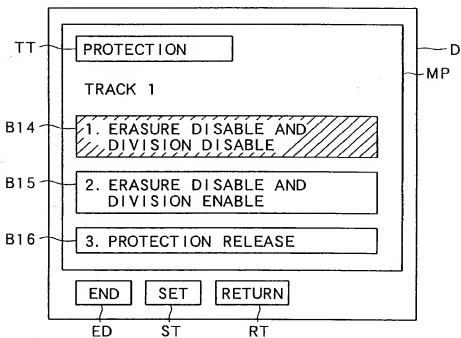 TT
PROTECTION
D
MP
TRACK 1
B14
1. ERASURE DISABLE AND
DIVISION DISABLE
B15
2. ERASURE DISABLE AND
DIVISION ENABLE
B16
3. PROTECTION RELEASE
END SET RETURN
ED ST RT